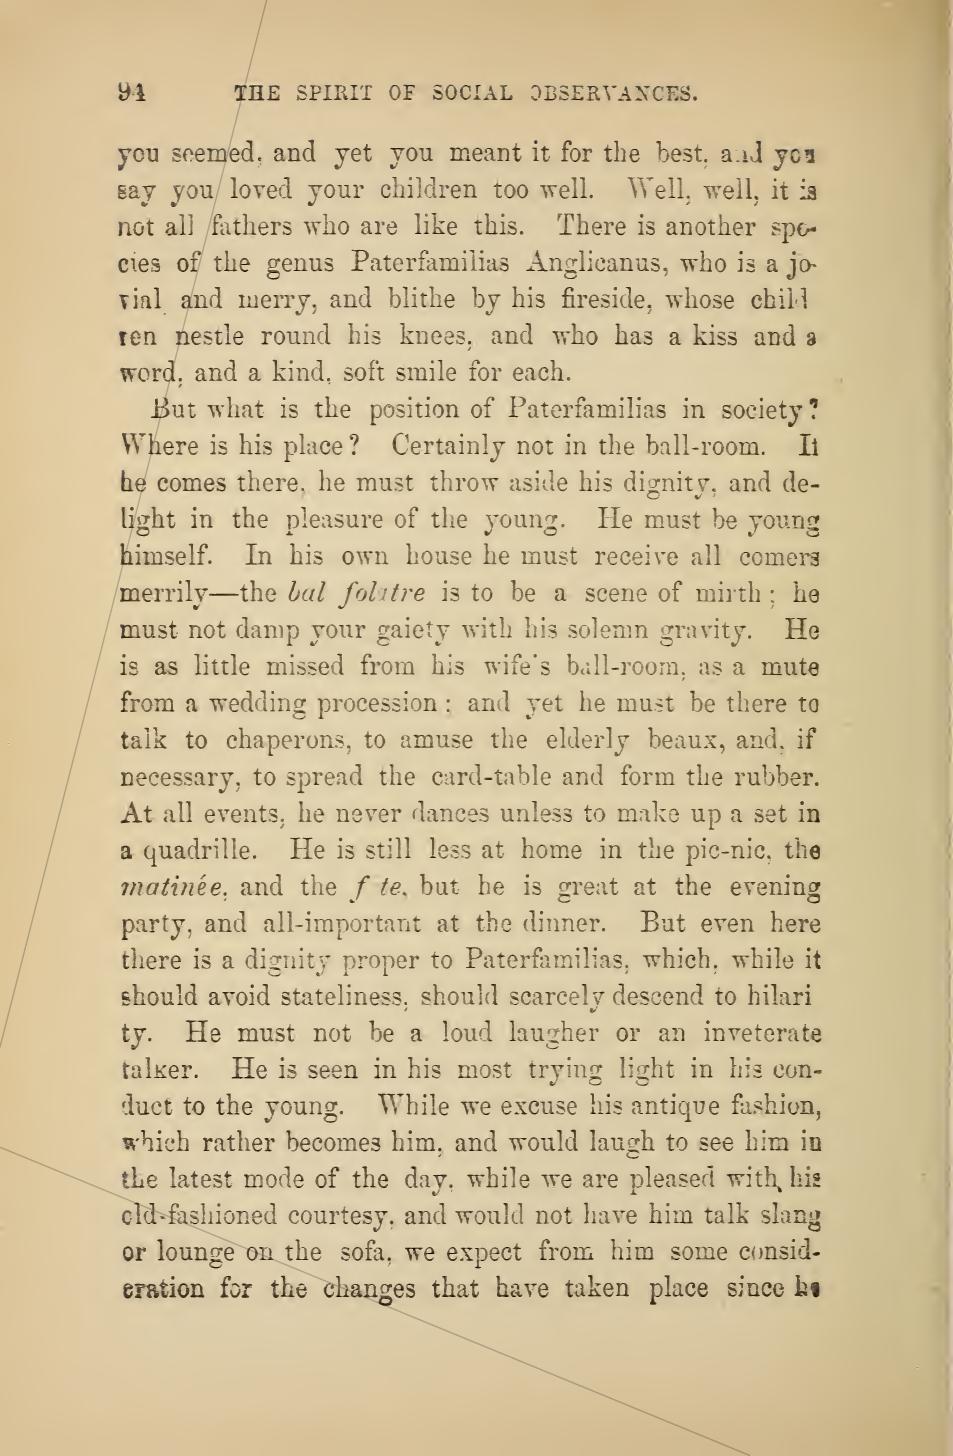 94 THE SPIRIT OF SOCIAL OBSERVANCES.
you seemed, and yet you meant it for the best, and you
say you loved your children too well. Well, well, it is
not all fathers who are like this. There is another spe-
cies of the genus Paterfamilias Anglicanus, who is a jo-
vial and merry, and blithe by his fireside, whose child
ren nestle round his knees, and who has a kiss and a
word, and a kind, soft smile for each.
But what is the position of Paterfamilias in society?
Where is his place? Certainly not in the ball-room. If
he comes there, he must throw aside his dignity, and de-
light in the pleasure of the young. He must be young
himself. In his own house he must receive all comers
merrily—the bal folâtre is to be a scene of mirth; he
must not damp your gaiety with his solemn gravity. He
is as little missed from his wife's ball-room, as a mute
from a wedding procession; and yet he must be there to
talk to chaperons, to amuse the elderly beaux, and, if
necessary, to spread the card-table and form the rubber.
At all events, he never dances unless to make up a set in
a quadrille. He is still less at home in the pic-nic, the
matinée, and the f te, but he is great at the evening
party, and all-important at the dinner. But even here
there is a dignity proper to Paterfamilias, which, while it
should avoid stateliness, should scarcely descend to hilari
ty. He must not be a loud laugher or an inveterate
talker. He is seen in his most trying light in his con-
duct to the young. While we excuse his antique fashion,
which rather becomes him, and would laugh to see him in
the latest mode of the day, while we are pleased with his
old-fashioned courtesy, and would not have him talk slang
or lounge on the sofa, we expect from him some consid-
eration for the changes that have taken place since he